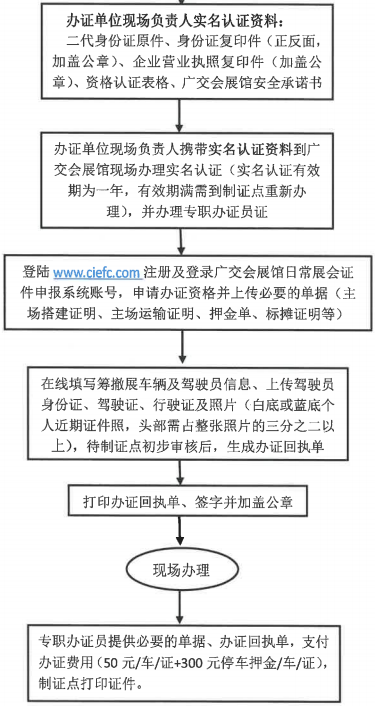 办证单位现场负责人实名认证资料：
二代身份证原件、身份证复印件（正反面，
加盖公章）、企业营业执照复印件（加盖公
章）、资格认证表格、广交会展馆安全承诺书
办证单位现场负责人携带实名认证资料到广
交会展馆现场办理实名认证（实名认证有效
期为一年，有效期满需到制证点重新办
理），并办理专职办证员证
登陆 www.ciefc.com 注册及登录广交会展馆日常展会证
件申报系统账号，申请办证资格并上传必要的单据（主
场搭建证明、主场运输证明、押金单、标摊证明等）
在线填写筹撤展车辆及驾驶员信息、上传驾驶员
身份证、驾驶证、行驶证及照片（白底或蓝底个
人近期证件照，头部需占整张照片的三分之二以
上），待制证点初步审核后，生成办证回执单
打印办证回执单、签字并加盖公章
现场办理
专职办证员提供必要的单据、办证回执单，支付
办证费用（50 元/车/证+300 元停车押金/车/证），
制证点打印证件。